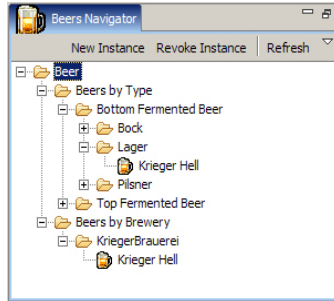 Beers Navigator
New Instance Revoke Instance Refresh
Beer
Beers by Type
Bottom Fermented Beer
Bock
Lager
Krieger Hell
Pilsner
Top Fermented Beer
Beers by Brewery
KriegerBrauerei
Krieger Hell